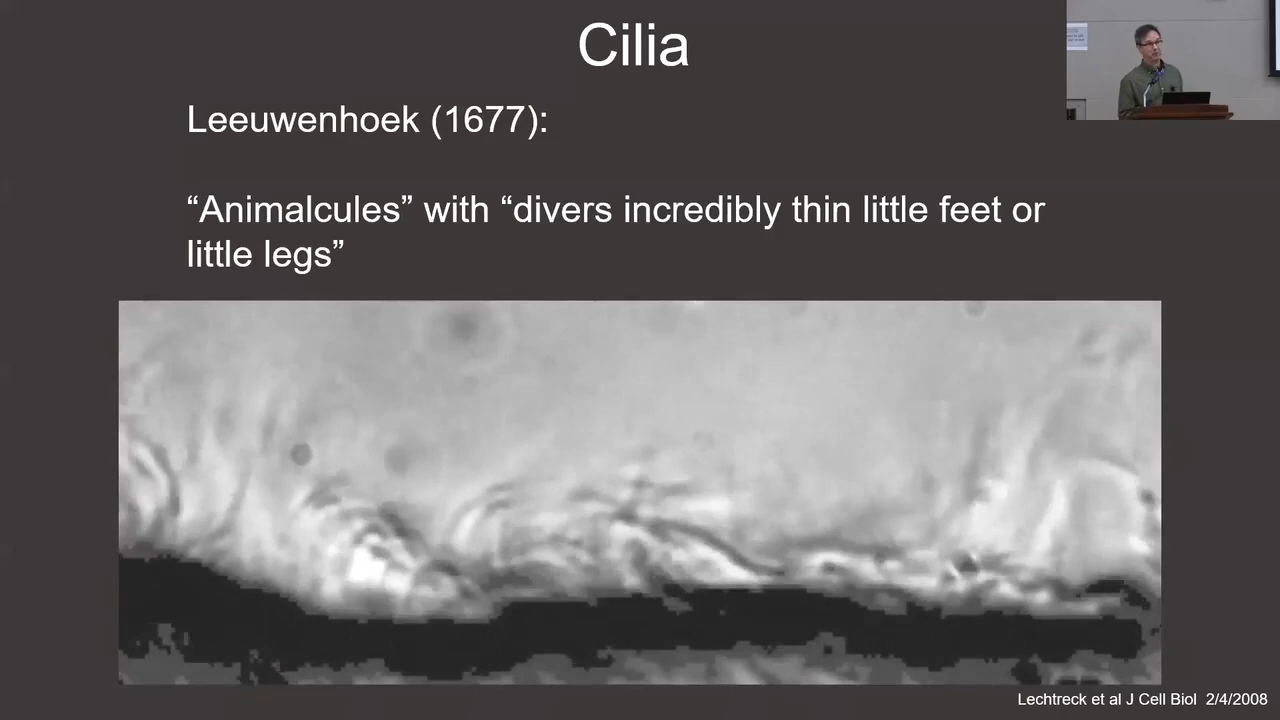 Cilia
Leeuwenhoek (1677):
“Animalcules” with “divers incredibly thin little feet or
little legs”
Lechtreck et al J Cell Biol 2/4/2008